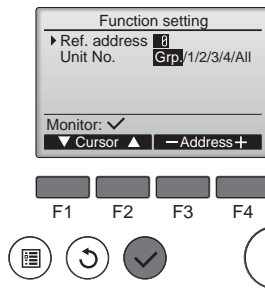 Function setting
Ref. address 0
Unit No. Grp./1/2/3/4/All
Monitor: ✓
▼ Cursor ▲ −Address+
F1 F2 F3 F4